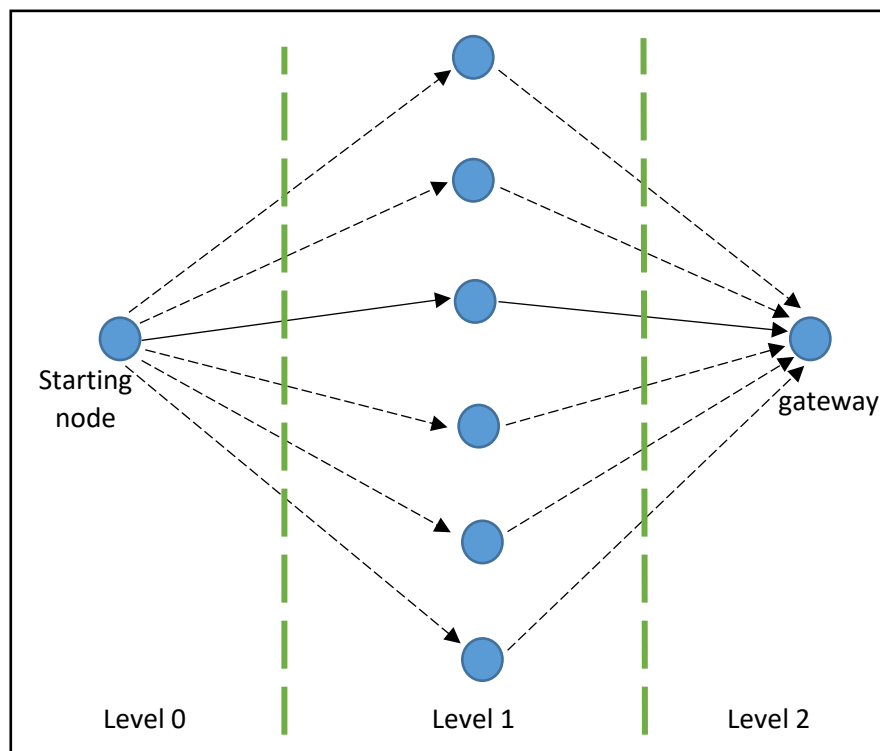 Starting
node
gateway
Level 0
Level 1
Level 2